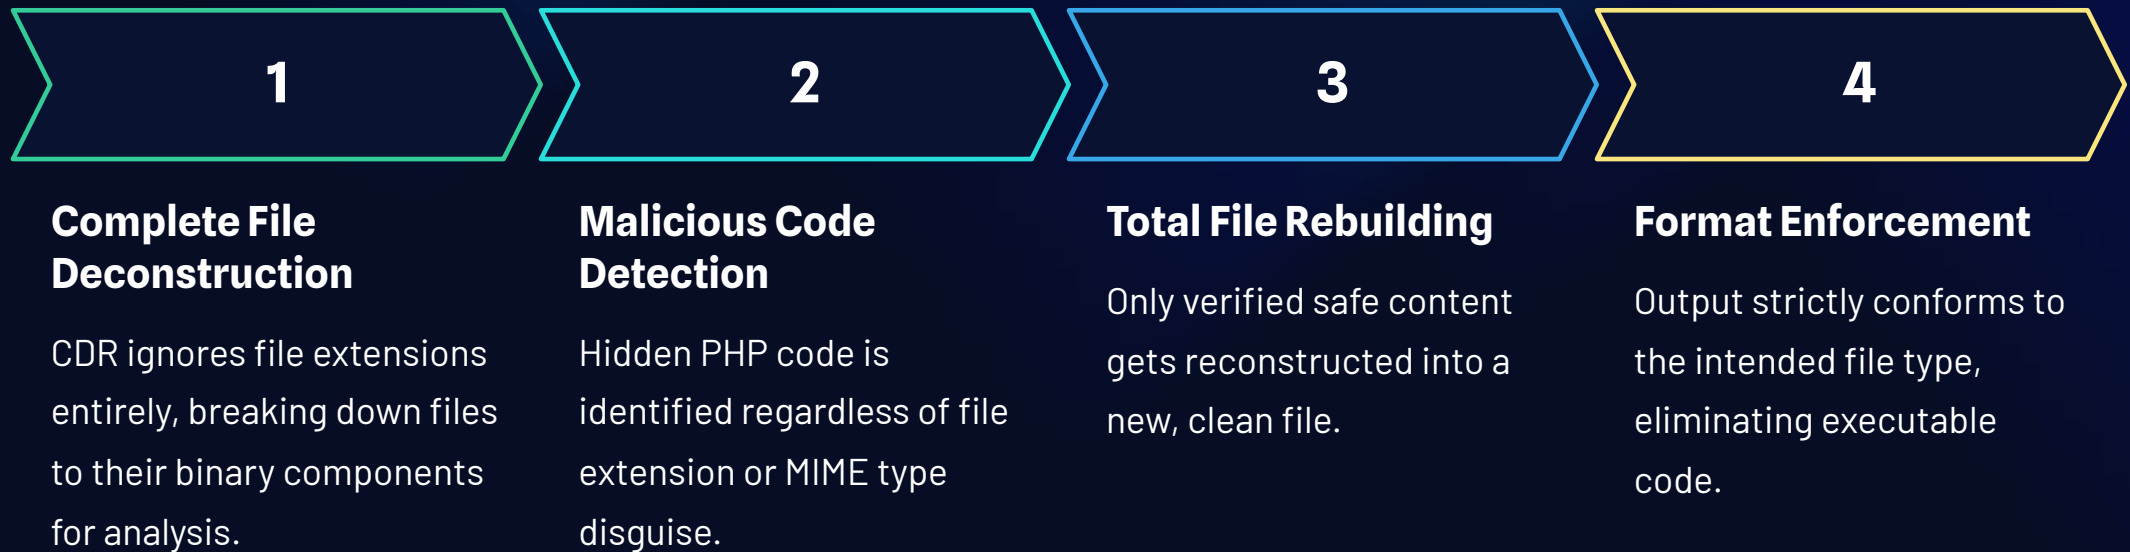 1
2
3
4
Complete File
Deconstruction
CDR ignores file extensions
entirely, breaking down files
to their binary components
for analysis.
Malicious Code
Detection
Hidden PHP code is
identified regardless of file
extension or MIME type
disguise.
Total File Rebuilding
Only verified safe content
gets reconstructed into a
new, clean file.
Format Enforcement
Output strictly conforms to
the intended file type,
eliminating executable
code.